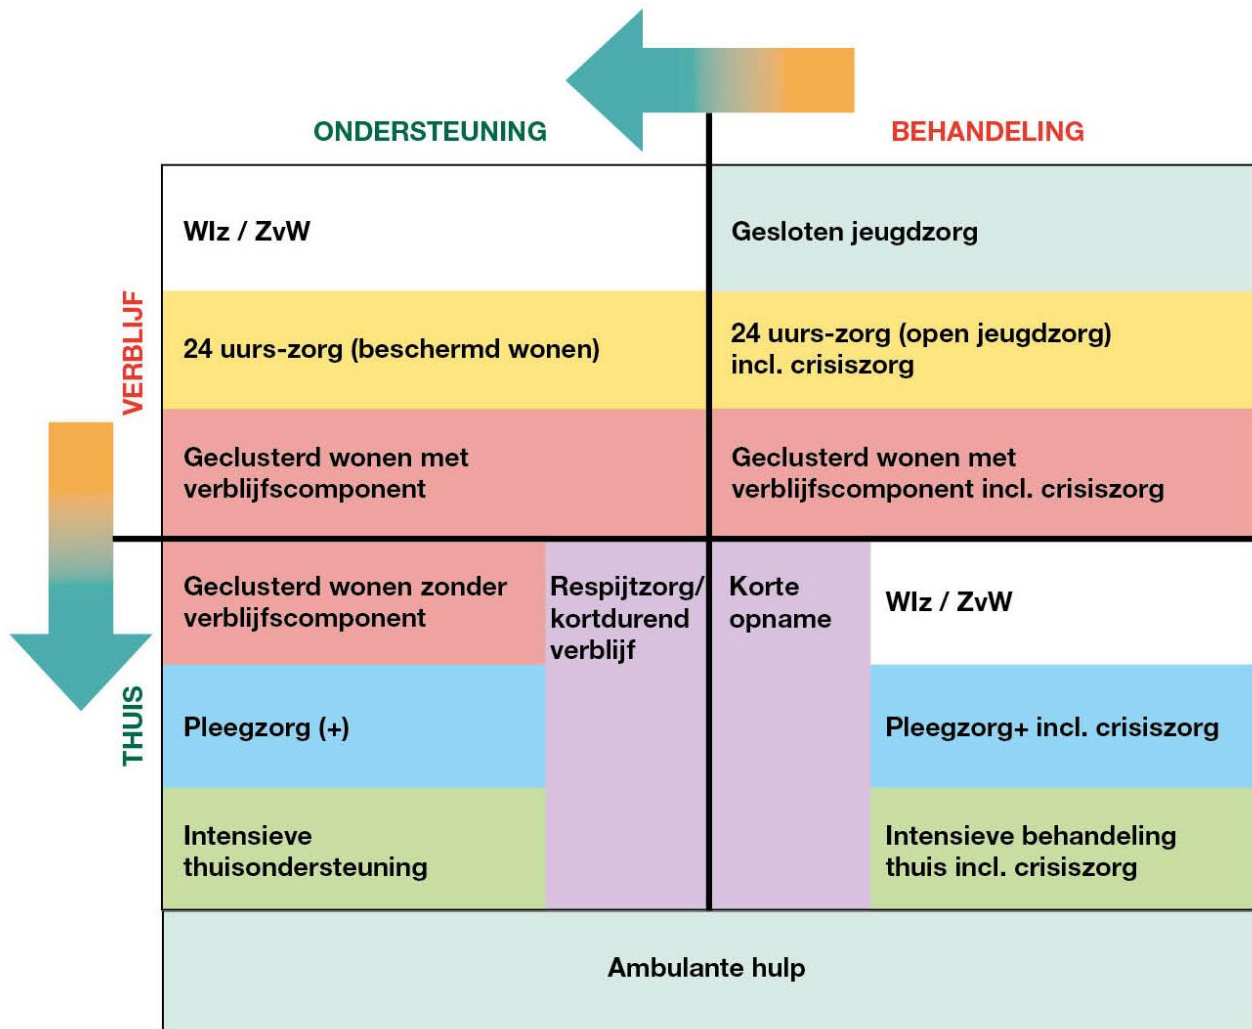 ONDERSTEUNING
BEHANDELING
VERBLIJF
THUIS
Wlz / ZvW
Gesloten jeugdzorg
24 uurs-zorg (beschermd wonen)
24 uurs-zorg (open jeugdzorg)
incl. crisiszorg
Geclusterd wonen met
verblijfscomponent
Geclusterd wonen met
verblijfscomponent incl. crisiszorg
Geclusterd wonen zonder
verblijfscomponent
Respijtzorg/
kortdurend
verblijf
Korte
opname
Wlz / ZvW
Pleegzorg (+)
Pleegzorg+ incl. crisiszorg
Intensieve
thuisondersteuning
Intensieve behandeling
thuis incl. crisiszorg
Ambulante hulp